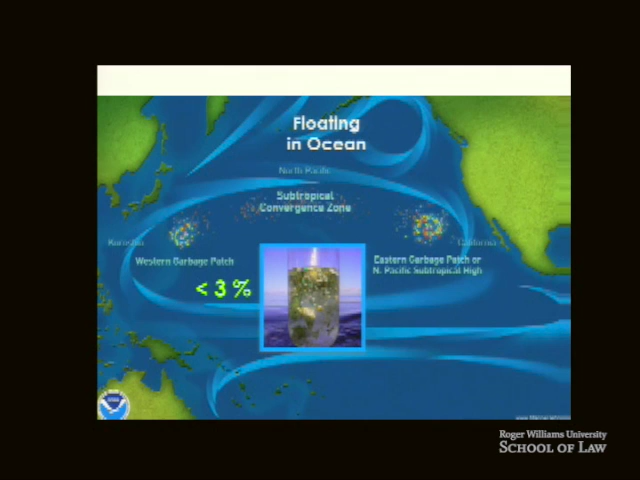 Floating
in Ocean
North Pacific
Subtropical
Convergence Zone
Kuroshio
California
Western Garbage Patch
Eastern Garbage Patch or
N. Pacific Subtropical High
< 3 %
Roger Williams University
SCHOOL OF LAW